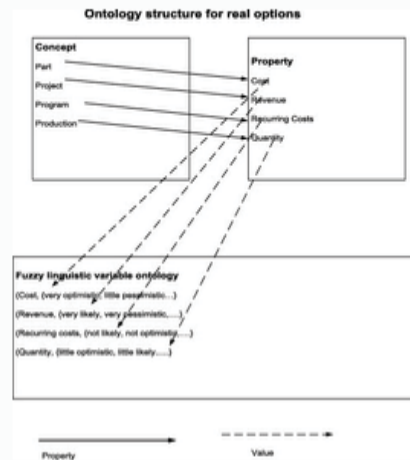 Ontology structure for real options
Concept
Part
Project
Program
Production
Property
Cost
Revenue
Recurring Costs
Quantity
Fuzzy linguistic variable ontology
(Cost, (very optimistic, little pessimistic...)
(Revenue, (very likely, very pessimistic,....)
(Recurring costs, (not likely, not optimistic,....)
(Quantity, (little optimistic, little likely.....)
Property
Value